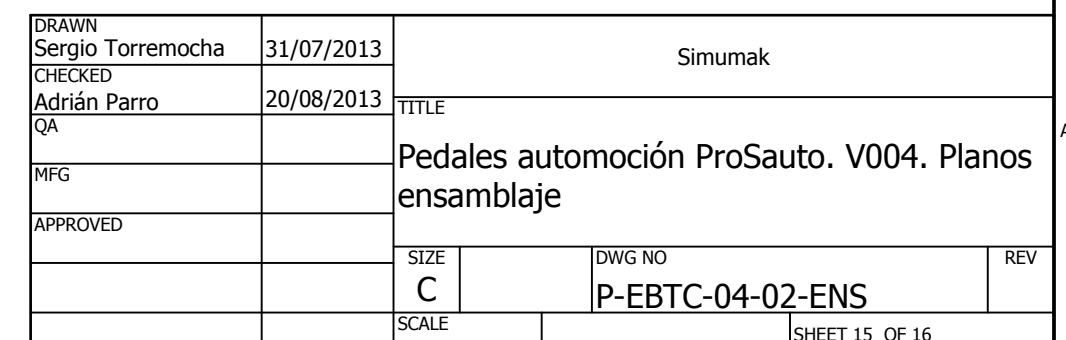 DRAWN
Sergio Torremocha 31/07/2013
Simumak
CHECKED
Adrián Parro 20/08/2013
TITLE
QA
Pedales automoción ProSauto. V004. Planos
ensamblaje
MFG
APPROVED
SIZE DWG NO REV
C P-EBTC-04-02-ENS
SCALE SHEET 15 OF 16